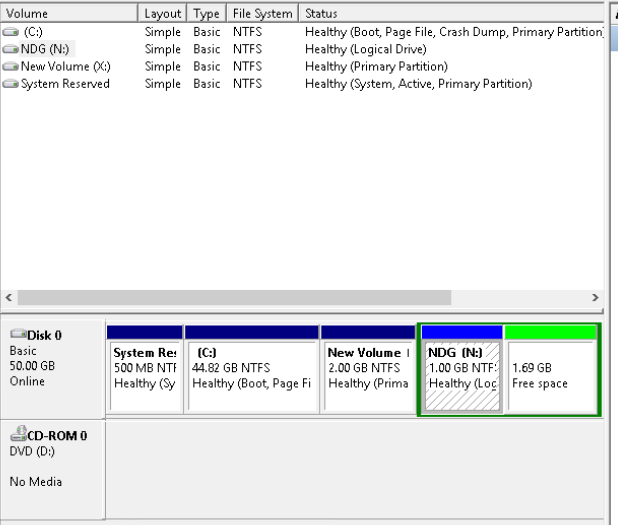 Volume Layout Type File System Status
(C:) Simple Basic NTFS Healthy (Boot, Page File, Crash Dump, Primary Partition)
NDG (N:) Simple Basic NTFS Healthy (Logical Drive)
New Volume (X:) Simple Basic NTFS Healthy (Primary Partition)
System Reserved Simple Basic NTFS Healthy (System, Active, Primary Partition)
Disk 0
Basic
50.00 GB
Online
System Re
500 MB NTF
Healthy (Sy
(C:)
44.82 GB NTFS
Healthy (Boot, Page Fi
New Volume
2.00 GB NTFS
Healthy (Prima
NDG (N:)
1.00 GB NTF
Healthy (Loc
1.69 GB
Free space
CD-ROM 0
DVD (D:)
No Media